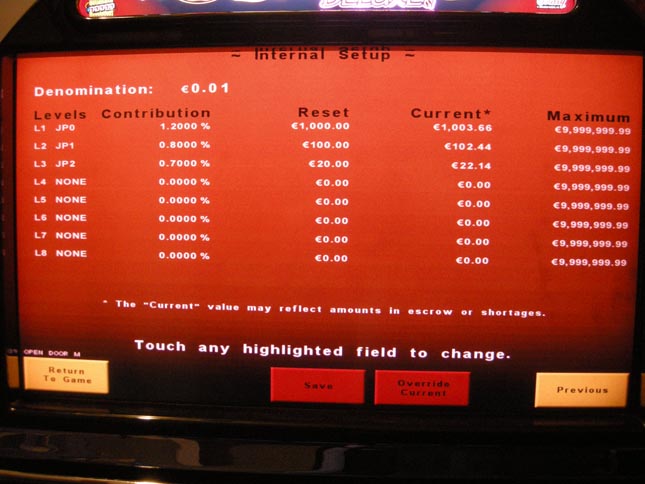 DELUXE
~ Internal Setup ~
Denomination: €0.01
Levels Contribution Reset Current* Maximum
L1 JP0 1.2000 % €1,000.00 €1,003.66 €9,999,999.99
L2 JP1 0.8000 % €100.00 €102.44 €9,999,999.99
L3 JP2 0.7000 % €20.00 €22.14 €9,999,999.99
L4 NONE 0.0000 % €0.00 €0.00 €9,999,999.99
L5 NONE 0.0000 % €0.00 €0.00 €9,999,999.99
L6 NONE 0.0000 % €0.00 €0.00 €9,999,999.99
L7 NONE 0.0000 % €0.00 €0.00 €9,999,999.99
L8 NONE 0.0000 % €0.00 €0.00 €9,999,999.99
* The "Current" value may reflect amounts in escrow or shortages.
Touch any highlighted field to change.
OPEN DOOR M
Return
To Game
Save
Override
Current
Previous